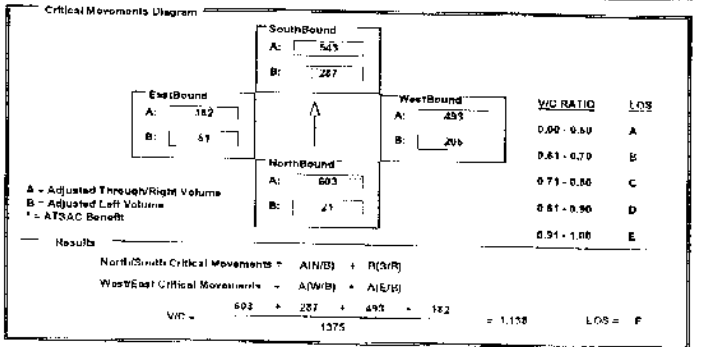 Critical Movements Diagram
SouthBound
A: 543
B: 287
EastBound
A: 182
B: 61
WestBound
A: 493
B: 206
NorthBound
A: 603
B: 21
V/C RATIO LOS
0.00 - 0.60 A
0.61 - 0.70 B
0.71 - 0.80 C
0.81 - 0.90 D
0.91 - 1.00 E
A = Adjusted Through/Right Volume
B = Adjusted Left Volume
* = ATSAC Benefit
Results
North/South Critical Movements = A(N/B) + B(S/B)
West/East Critical Movements = A(W/B) + A(E/B)
V/C = 603 + 287 + 493 + 182 = 1.138 LOS = F
1375